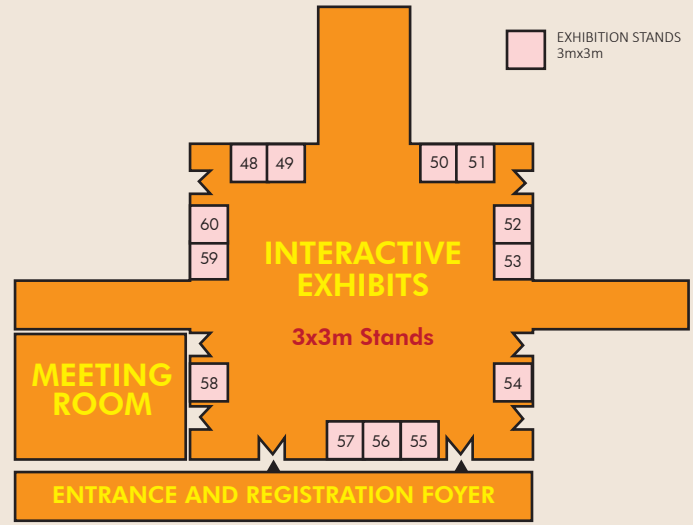 EXHIBITION STANDS
3mx3m
48 49 50 51
60 52
59 53
INTERACTIVE
EXHIBITS
3x3m Stands
MEETING
ROOM
58 54
57 56 55
ENTRANCE AND REGISTRATION FOYER